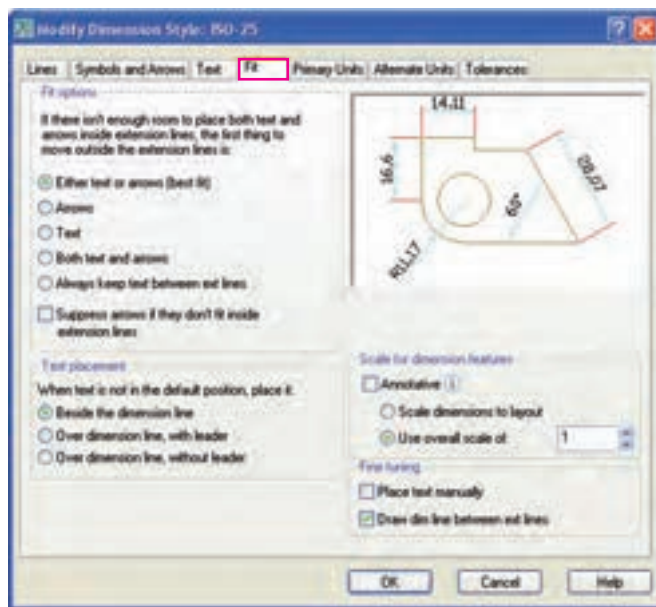 Modify Dimension Style: ISO-25
Lines Symbols and Arrows Text Fit Primary Units Alternate Units Tolerances
Fit options
If there isn't enough room to place both text and
arrows inside extension lines, the first thing to
move outside the extension lines is:
Either text or arrows (best fit)
Arrows
Text
Both text and arrows
Always keep text between ext lines
Suppress arrows if they don't fit inside
extension lines
14,11
16,6
28,07
60°
R11,17
Text placement
When text is not in the default position, place it:
Beside the dimension line
Over dimension line, with leader
Over dimension line, without leader
Scale for dimension features
Annotative
Scale dimensions to layout
Use overall scale of: 1
Fine tuning
Place text manually
Draw dim line between ext lines
OK Cancel Help